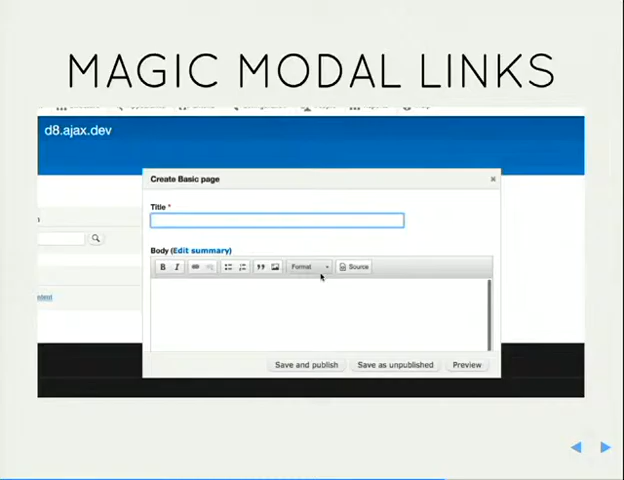 MAGIC MODAL LINKS
d8.ajax.dev
Create Basic page
Title *
Body (Edit summary)
B I Format Source
Save and publish Save as unpublished Preview